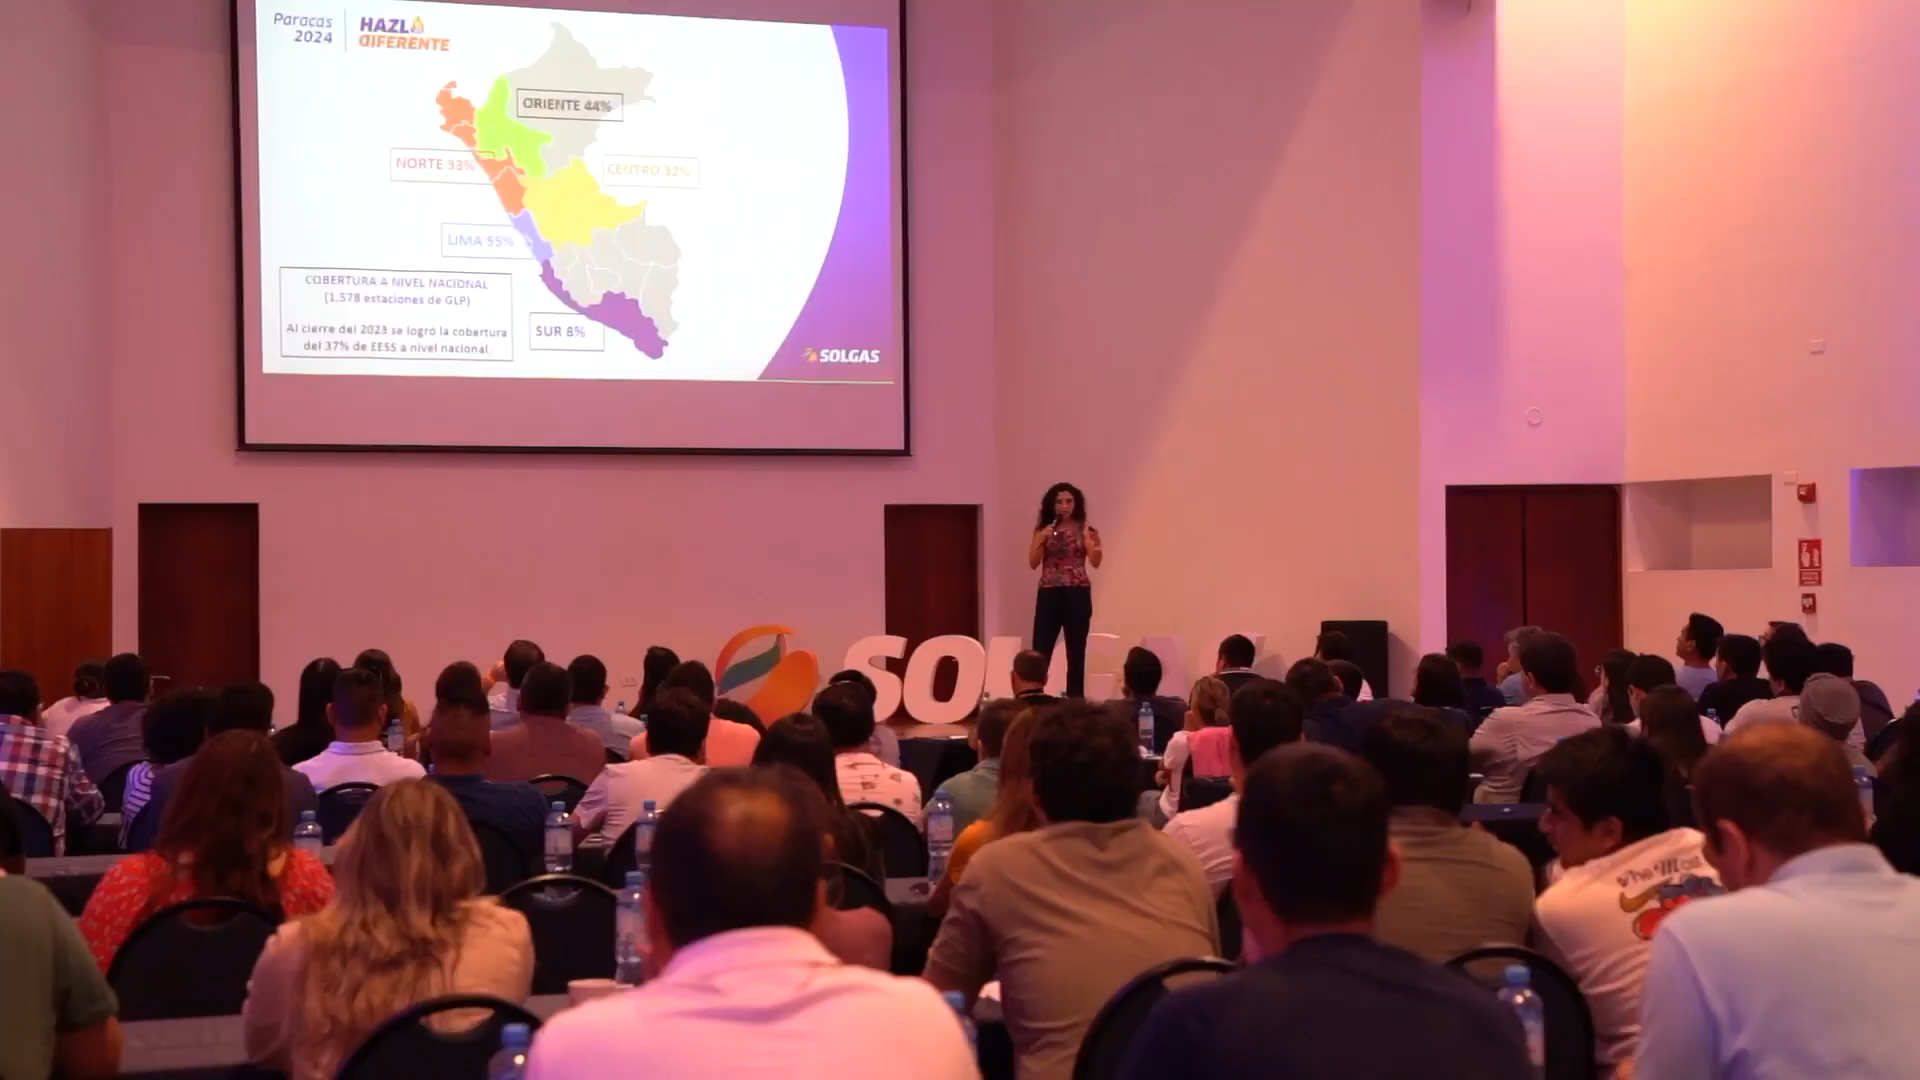 Paracas
2024
HAZLO
DIFERENTE
ORIENTE 44%
NORTE 33%
CENTRO 32%
LIMA 55%
COBERTURA A NIVEL NACIONAL
(1,578 estaciones de GLP)
Al cierre del 2023 se logró la cobertura
del 37% de EESS a nivel nacional.
SUR 8%
SOLGAS
SOLGAS